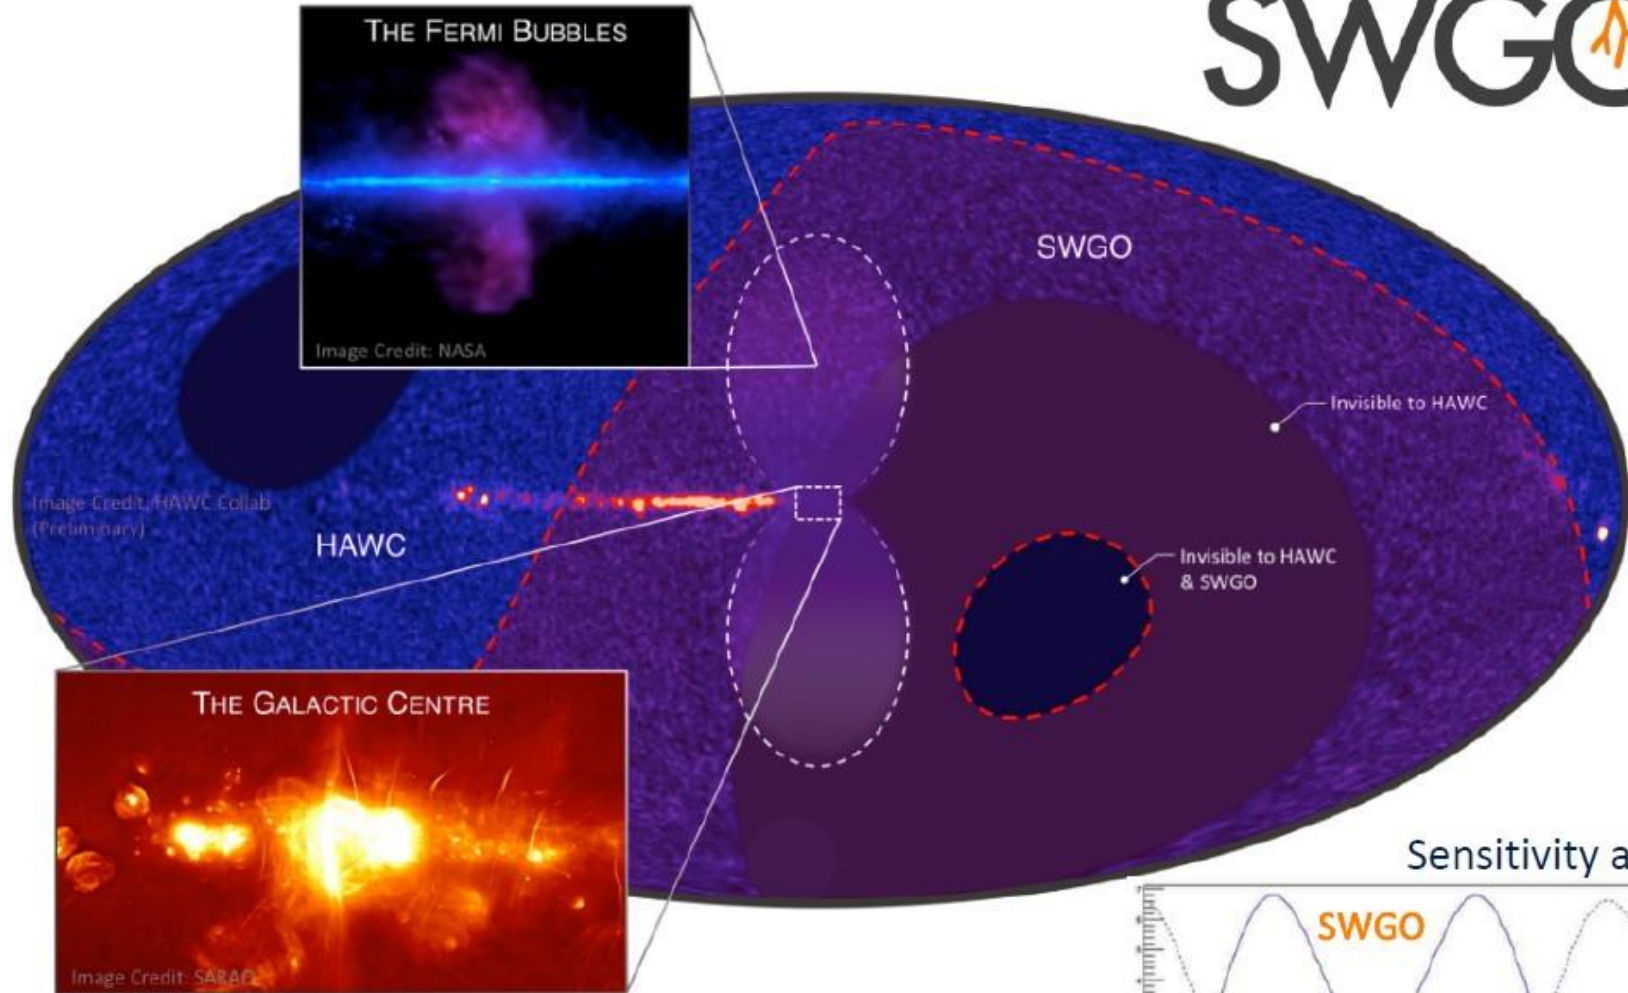 SWGO
THE FERMI BUBBLES
Image Credit: NASA
SWGO
Invisible to HAWC
Image Credit: HAWC Collab
(Preliminary)
HAWC
Invisible to HAWC
& SWGO
THE GALACTIC CENTRE
Image Credit: SARAO
Sensitivity a
SWGO